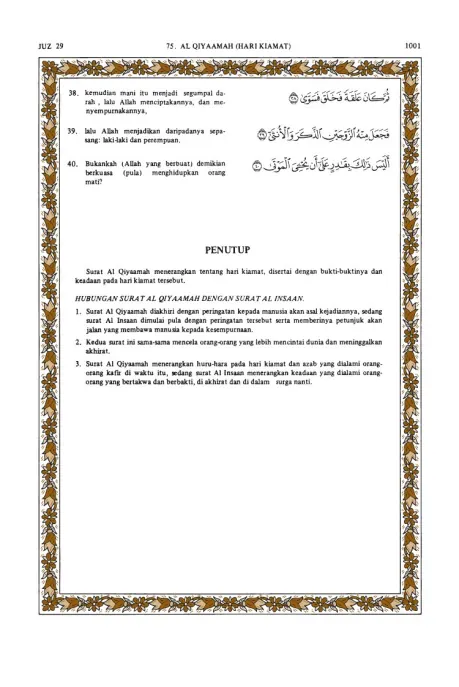 JUZ 29 75. AL QIYAAMAH (HARI KIAMAT) 1001
38. kemudian mani itu menjadi segumpal da-
rah , lalu Allah menciptakannya, dan me-
nyempurnakannya,
ثُمَّ كَانَ عَلَقَةً فَخَلَقَ فَسَوَّىٰ ٣٨
39. lalu Allah menjadikan daripadanya sepa-
sang: laki-laki dan perempuan.
فَجَعَلَ مِنْهُ الزَّوْجَيْنِ الذَّكَرَ وَالْأُنثَىٰ ٣٩
40. Bukankah (Allah yang berbuat) demikian
berkuasa (pula) menghidupkan orang
mati?
أَلَيْسَ ذَٰلِكَ بِقَادِرٍ عَلَىٰ أَن يُحْيِيَ الْمَوْتَىٰ ٤٠
PENUTUP
Surat Al Qiyaamah menerangkan tentang hari kiamat, disertai dengan bukti-buktinya dan
keadaan pada hari kiamat tersebut.
HUBUNGAN SURAT AL QIYAAMAH DENGAN SURAT AL INSAAN.
1. Surat Al Qiyaamah diakhiri dengan peringatan kepada manusia akan asal kejadiannya, sedang
surat Al Insaan dimulai pula dengan peringatan tersebut serta memberinya petunjuk akan
jalan yang membawa manusia kepada kesempurnaan.
2. Kedua surat ini sama-sama mencela orang-orang yang lebih mencintai dunia dan meninggalkan
akhirat.
3. Surat Al Qiyaamah menerangkan huru-hara pada hari kiamat dan azab yang dialami orang-
orang kafir di waktu itu, sedang surat Al Insaan menerangkan keadaan yang dialami orang-
orang yang bertakwa dan berbakti, di akhirat dan di dalam surga nanti.